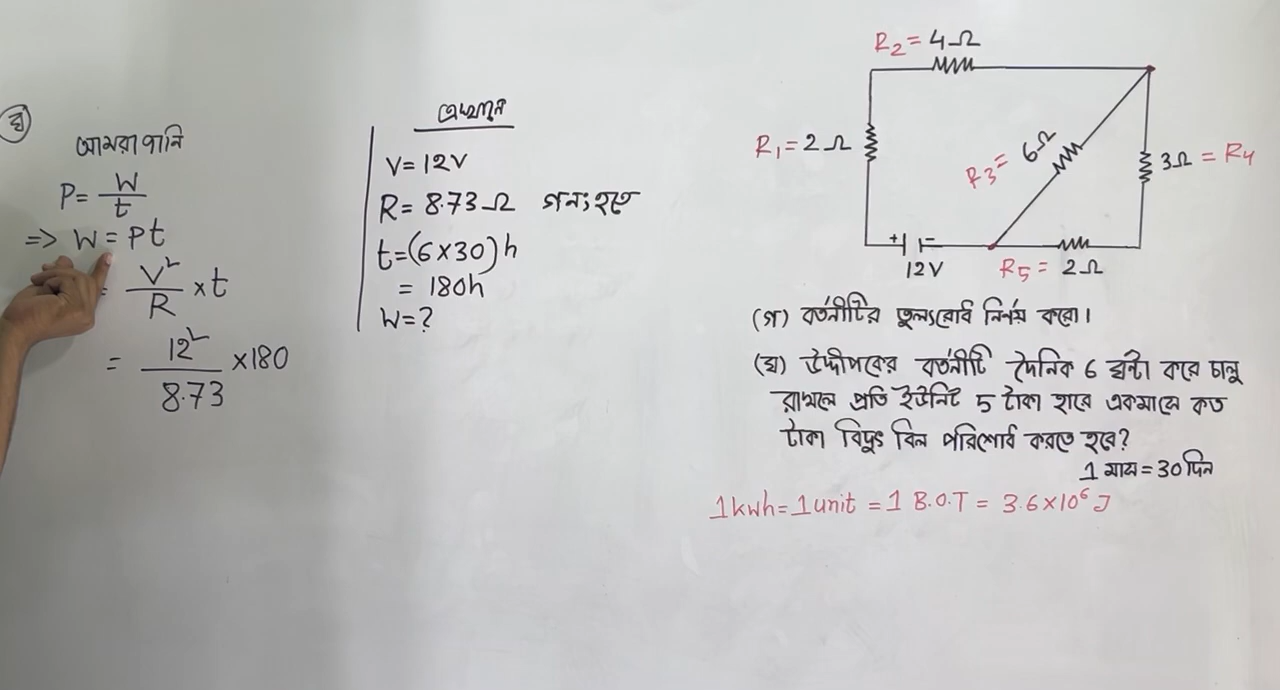 ঘ
আমরা জানি
P= W/t
=> W = Pt
= V²/R × t
= 12²/8.73 ×180
এখানে
V= 12V
R= 8.73Ω গনং হতে
t=(6×30)h
= 180h
W=?
R₂= 4Ω
R₁= 2Ω
R₃= 6Ω
3Ω = R₄
+ -
12V
R₅= 2Ω
(গ) বর্তনীটির তুল্যরোধ নির্ণয় করো।
(ঘ) উদ্দীপকের বর্তনীটি দৈনিক 6 ঘন্টা করে চালু
রাখলে প্রতি ইউনিট 5 টাকা হারে একমাসে কত
টাকা বিদ্যুৎ বিল পরিশোধ করতে হবে?
1 মাস = 30 দিন
1kwh = 1unit = 1 B.O.T = 3.6×10⁶ J